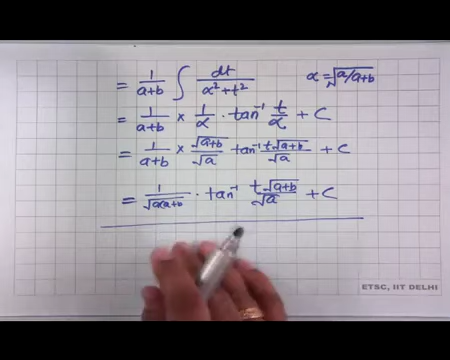 = 1/(a+b) ∫ dt/(α² + t²)    α = √(a/a+b)
= 1/(a+b) × 1/α · tan⁻¹ t/α + C
= 1/(a+b) × √(a+b)/√a tan⁻¹ t√(a+b)/√a + C
= 1/√(a(a+b) · tan⁻¹ t√(a+b)/√a + C
ETSC, IIT DELHI